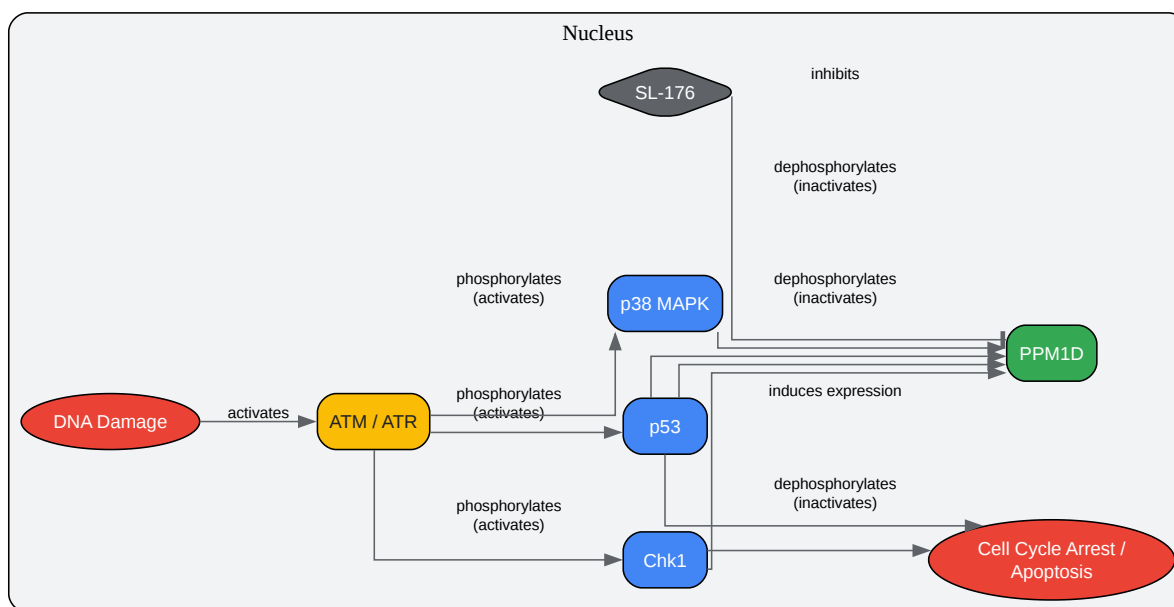 Nucleus
inhibits
SL-176
dephosphorylates
(inactivates)
phosphorylates
(activates)
p38 MAPK
dephosphorylates
(inactivates)
PPM1D
induces expression
phosphorylates
(activates)
DNA Damage
activates
ATM / ATR
p53
dephosphorylates
(inactivates)
phosphorylates
(activates)
Chk1
Cell Cycle Arrest /
Apoptosis